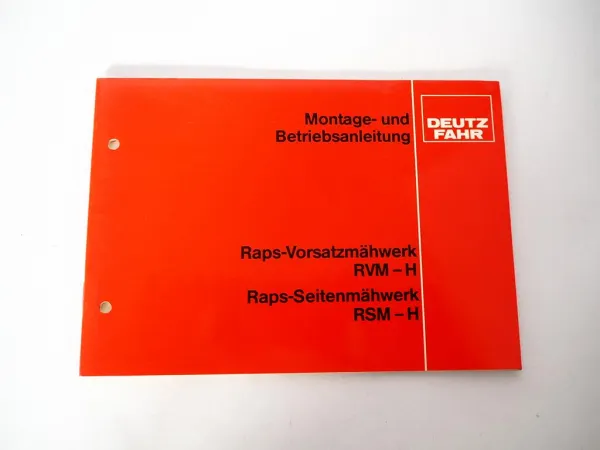 Montage- und
Betriebsanleitung
DEUTZ
FAHR
Raps-Vorsatzmähwerk
RVM – H
Raps-Seitenmähwerk
RSM – H